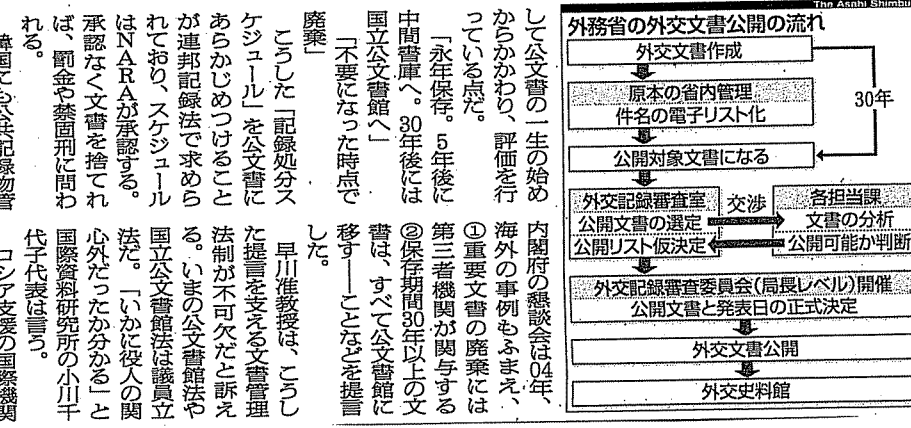 The Asahi Shimbu
外務省の外交文書公開の流れ
外交文書作成
原本の省内管理
件名の電子リスト化
30年
公開対象文書になる
外交記録審査室
公開文書の選定
公開リスト仮決定
交渉
各担当課
文書の分析
公開可能か判断
外交記録審査委員会(局長レベル)開催
公開文書と発表日の正式決定
外交文書公開
外交史料館
して公文書の一生の始め
からかかわり、評価を行
っている点だ。
「永年保存。5年後に
中間書庫へ。30年後には
国立公文書館へ」
「不要になった時点で
廃棄」
こうした「記録処分ス
ケジュール」を公文書に
あらかじめつけること
が連邦記録法で求めら
れており、スケジュール
はNARAが承認する。
承認なく文書を捨てれ
ば、罰金や禁固刑に問わ
れる。
韓国にも公共記録物管
内閣府の懇談会は04年、
海外の事例もふまえ、
①重要文書の廃棄には
第三者機関が関与する
②保存期間30年以上の文
書は、すべて公文書館に
移す——ことなどを提言
した。
早川准教授は、こうし
た提言を支える文書管理
法制が不可欠だと訴え
る。いまの公文書館法や
国立公文書館法は議員立
法だ。「いかに役人の関
心外だったか分かる」と
国際資料研究所の小川千
代子代表は言う。
ロシア支援の国際機関